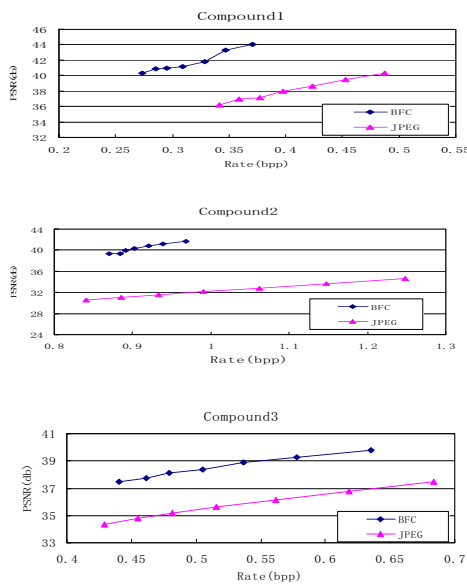 Compound1
46
44
42
40
38
36
34
32
PSNR(db)
BFC
JPEG
0.2 0.25 0.3 0.35 0.4 0.45 0.5 0.55
Rate(bpp)
Compound2
44
40
36
32
28
24
PSNR(db)
BFC
JPEG
0.8 0.9 1 1.1 1.2 1.3
Rate(bpp)
Compound3
41
39
37
35
33
PSNR(db)
BFC
JPEG
0.4 0.45 0.5 0.55 0.6 0.65 0.7
Rate(bpp)